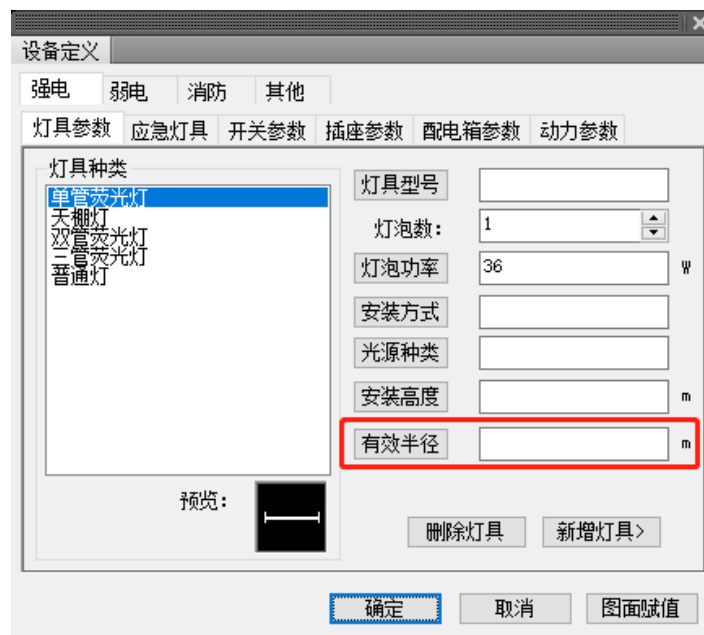 设备定义
强电 弱电 消防 其他
灯具参数 应急灯具 开关参数 插座参数 配电箱参数 动力参数
灯具种类
单管荧光灯
天棚灯
双管荧光灯
三管荧光灯
普通灯
预览:
灯具型号
灯泡数: 1
灯泡功率 36 W
安装方式
光源种类
安装高度 m
有效半径 m
删除灯具 新增灯具>
确定 取消 图面赋值